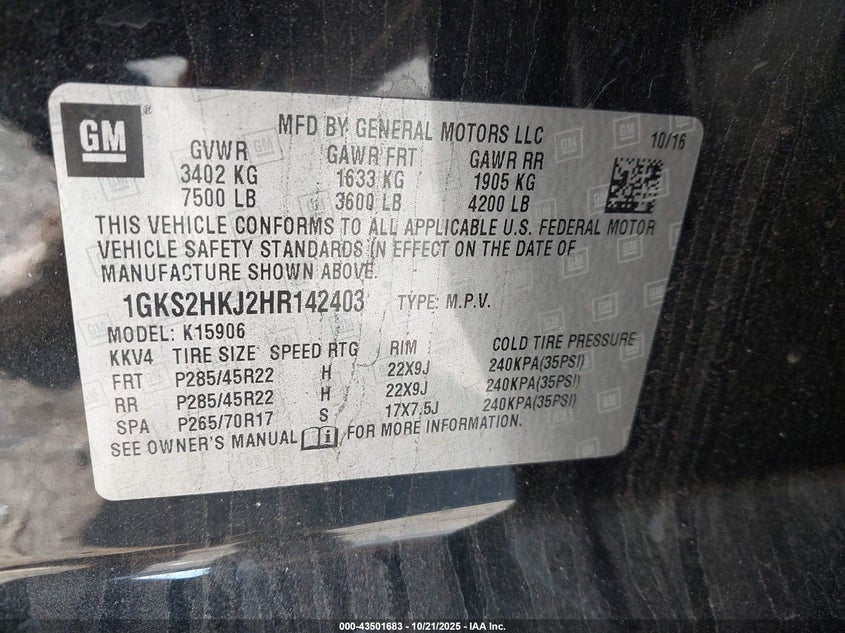 GM
MFD BY GENERAL MOTORS LLC 10/16
GVWR GAWR FRT GAWR RR
3402 KG 1633 KG 1905 KG
7500 LB 3600 LB 4200 LB
THIS VEHICLE CONFORMS TO ALL APPLICABLE U.S. FEDERAL MOTOR
VEHICLE SAFETY STANDARDS IN EFFECT ON THE DATE OF
MANUFACTURE SHOWN ABOVE.
1GKS2HKJ2HR142403 TYPE: M.P.V.
MODEL: K15906
KKV4 TIRE SIZE SPEED RTG RIM COLD TIRE PRESSURE
FRT P285/45R22 H 22X9J 240KPA(35PSI)
RR P285/45R22 H 22X9J 240KPA(35PSI)
SPA P265/70R17 S 17X7.5J 240KPA(35PSI)
SEE OWNER'S MANUAL FOR MORE INFORMATION.
000-43501683 - 10/21/2025 - IAA Inc.